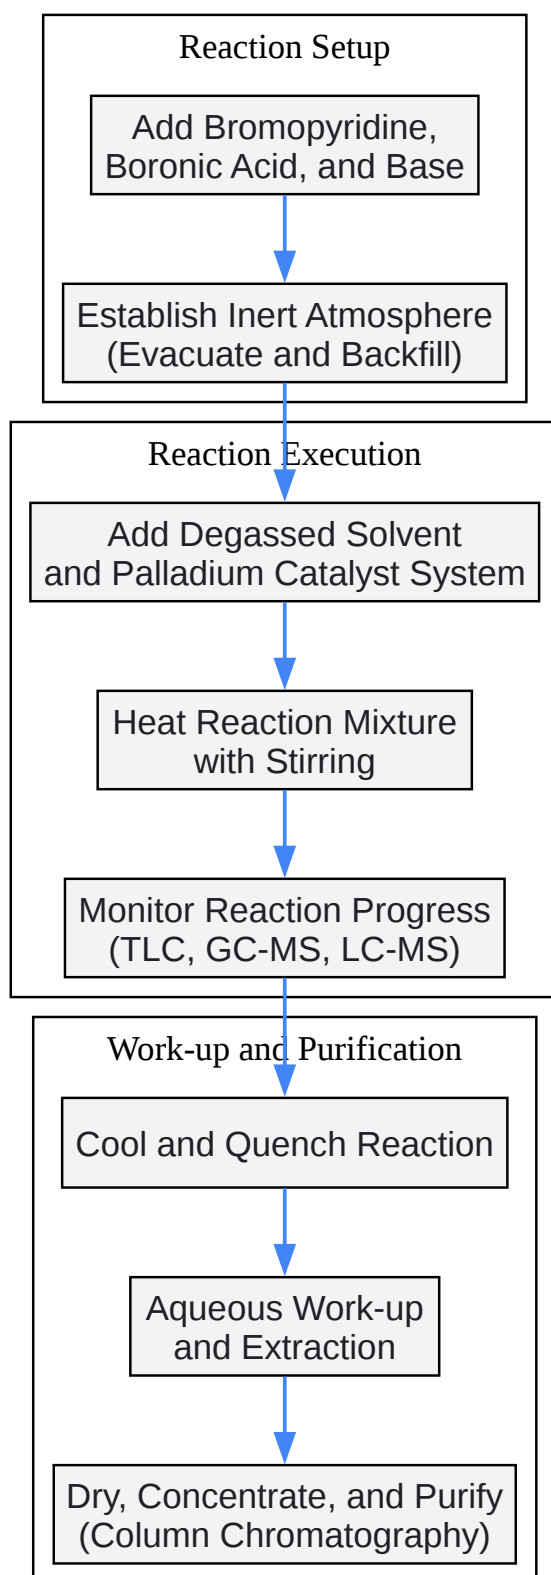 Reaction Setup
Add Bromopyridine,
Boronic Acid, and Base
Establish Inert Atmosphere
(Evacuate and Backfill)
Reaction Execution
Add Degassed Solvent
and Palladium Catalyst System
Heat Reaction Mixture
with Stirring
Monitor Reaction Progress
(TLC, GC-MS, LC-MS)
Work-up and Purification
Cool and Quench Reaction
Aqueous Work-up
and Extraction
Dry, Concentrate, and Purify
(Column Chromatography)